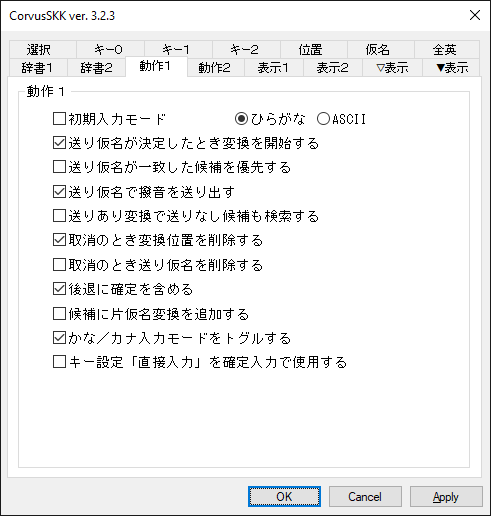 CorvusSKK ver. 3.2.3
選択 キー0 キー1 キー2 位置 仮名 全英
辞書1 辞書2 動作1 動作2 表示1 表示2 ▽表示 ▼表示
動作1
初期入力モード ひらがな ASCII
送り仮名が決定したとき変換を開始する
送り仮名が一致した候補を優先する
送り仮名で撥音を送り出す
送りあり変換で送りなし候補も検索する
取消のとき変換位置を削除する
取消のとき送り仮名を削除する
後退に確定を含める
候補に片仮名変換を追加する
かな／カナ入力モードをトグルする
キー設定「直接入力」を確定入力で使用する
OK Cancel Apply